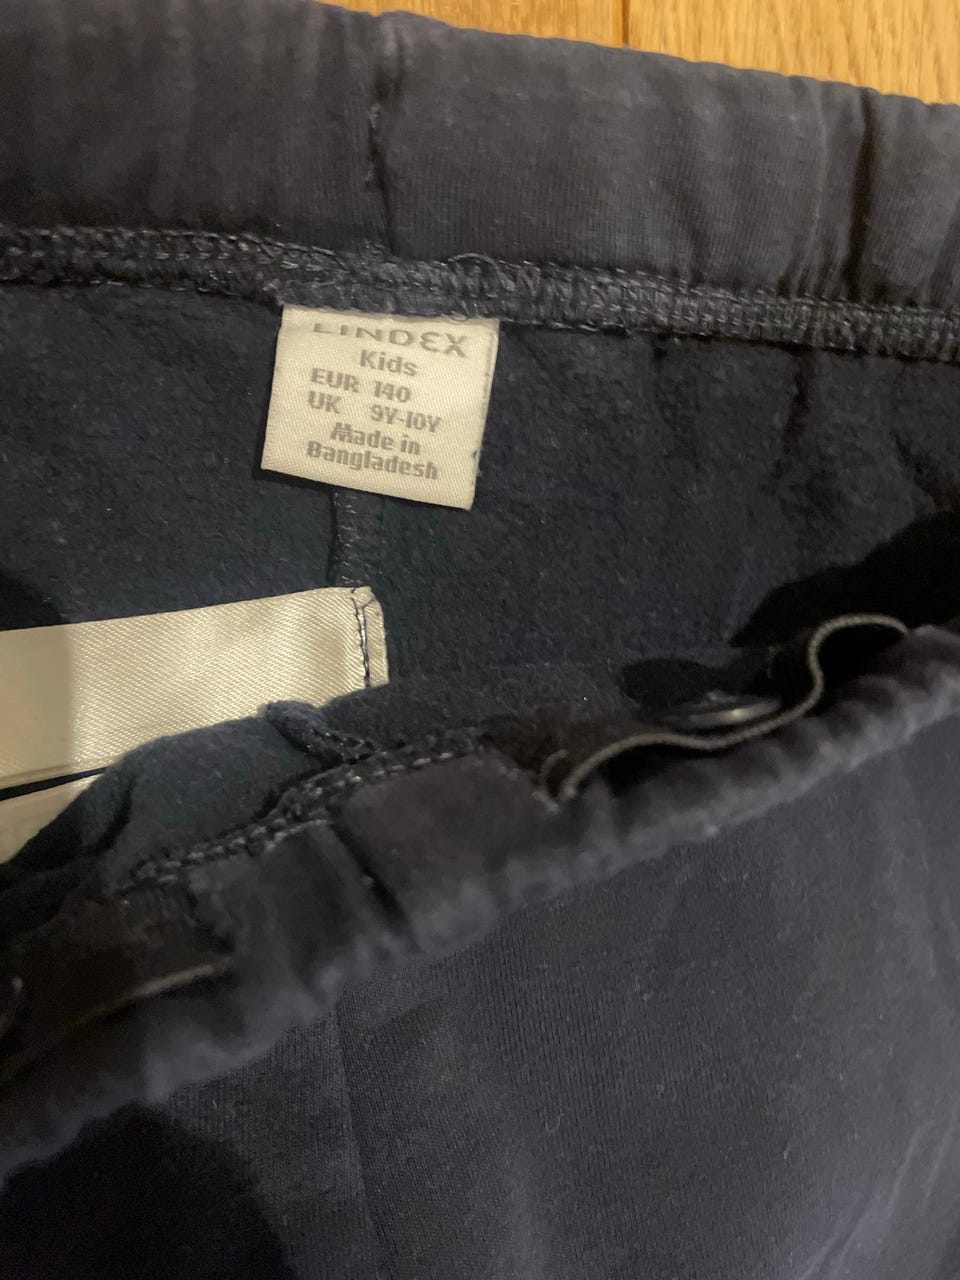 LINDEX
Kids
EUR 140
UK 9Y-10Y
Made in
Bangladesh